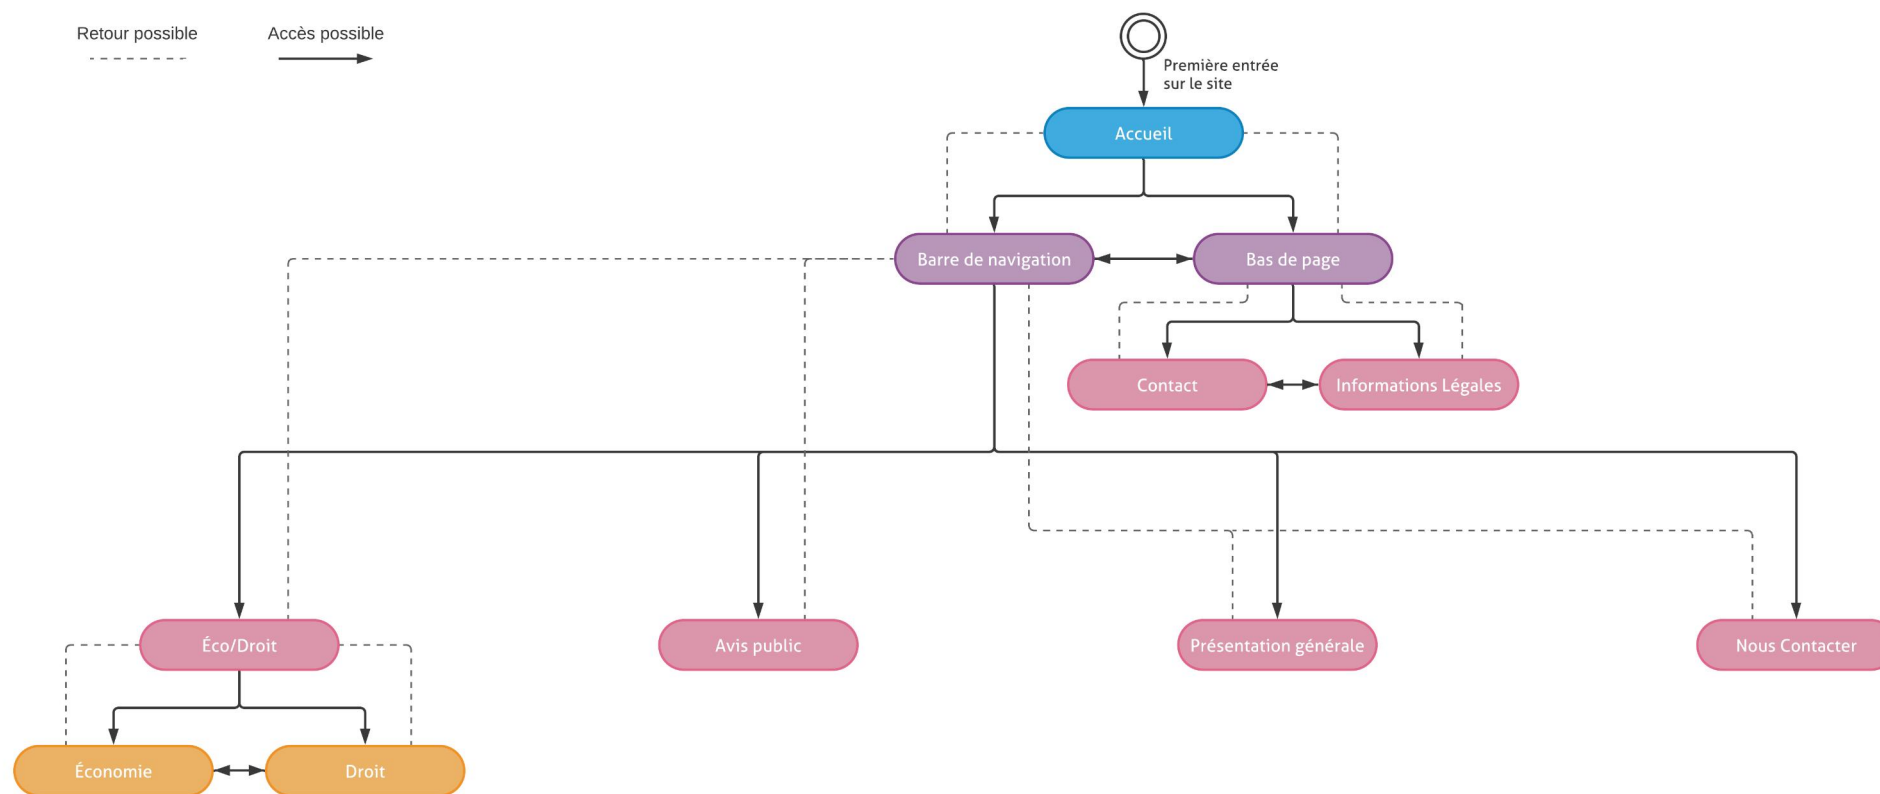 Retour possible
Accès possible
Première entrée
sur le site
Accueil
Barre de navigation
Bas de page
Contact
Informations Légales
Éco/Droit
Avis public
Présentation générale
Nous Contacter
Économie
Droit